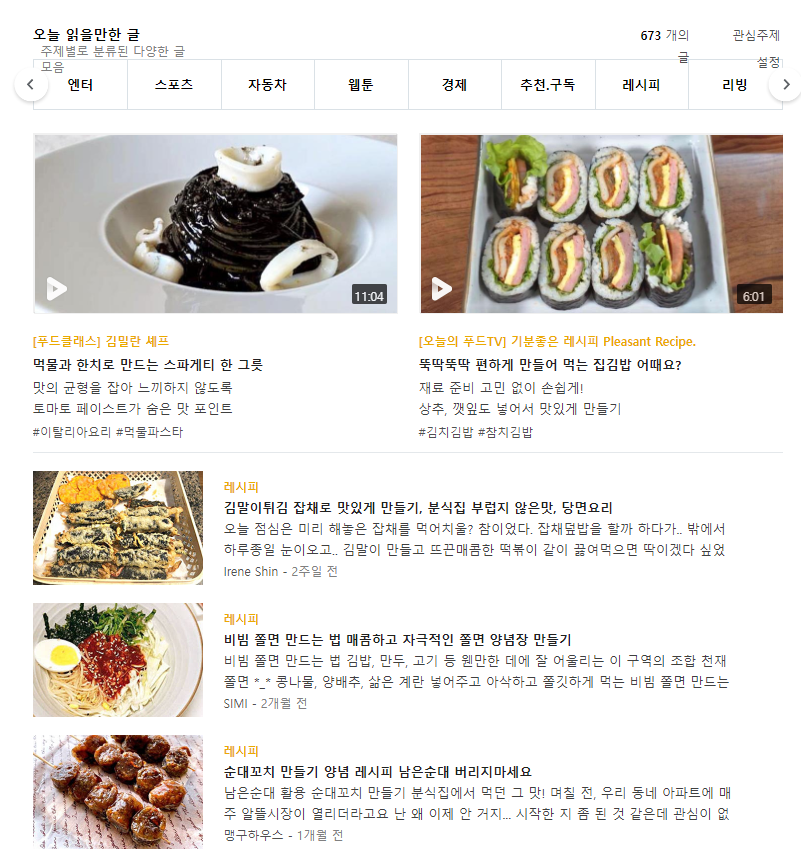 오늘 읽을만한 글
주제별로 분류된 다양한 글
모음
673 개의
글
관심주제
설정
엔터 스포츠 자동차 웹툰 경제 추천.구독 레시피 리빙
11:04
6:01
[푸드클래스] 김밀란 셰프
먹물과 한치로 만드는 스파게티 한 그릇
맛의 균형을 잡아 느끼하지 않도록
토마토 페이스트가 숨은 맛 포인트
#이탈리아요리 #먹물파스타
[오늘의 푸드TV] 기분좋은 레시피 Pleasant Recipe.
뚝딱뚝딱 편하게 만들어 먹는 집김밥 어때요?
재료 준비 고민 없이 손쉽게!
상추, 깻잎도 넣어서 맛있게 만들기
#김치김밥 #참치김밥
레시피
김말이튀김 잡채로 맛있게 만들기, 분식집 부럽지 않은맛, 당면요리
오늘 점심은 미리 해놓은 잡채를 먹어치울? 참이었다. 잡채덮밥을 할까 하다가.. 밖에서
하루종일 눈이오고.. 김말이 만들고 뜨끈매콤한 떡볶이 같이 끓여먹으면 딱이겠다 싶었
Irene Shin - 2주일 전
레시피
비빔 쫄면 만드는 법 매콤하고 자극적인 쫄면 양념장 만들기
비빔 쫄면 만드는 법 김밥, 만두, 고기 등 웬만한 데에 잘 어울리는 이 구역의 조합 천재
쫄면 *_* 콩나물, 양배추, 삶은 계란 넣어주고 아삭하고 쫄깃하게 먹는 비빔 쫄면 만드는
SIMI - 2개월 전
레시피
순대꼬치 만들기 양념 레시피 남은순대 버리지마세요
남은순대 활용 순대꼬치 만들기 분식집에서 먹던 그 맛! 며칠 전, 우리 동네 아파트에 매
주 알뜰시장이 열리더라고요 난 왜 이제 안 거지... 시작한 지 좀 된 것 같은데 관심이 없
맹구하우스 - 1개월 전